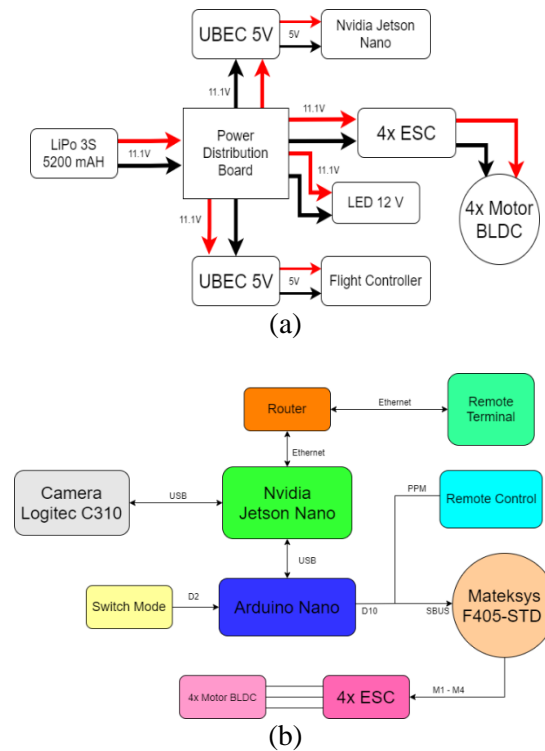 UBEC 5V
5V
Nvidia Jetson
Nano
11.1V
11.1V
LiPo 3S
5200 mAH
11.1V
Power
Distribution
Board
4x ESC
11.1V
LED 12 V
4x Motor
BLDC
11.1V
UBEC 5V
5V
Flight Controller
(a)
Router
Ethernet
Remote
Terminal
Ethernet
Camera
Logitec C310
USB
Nvidia
Jetson Nano
PPM
Remote Control
USB
Switch Mode
D2
Arduino Nano
D10
SBUS
Mateksys
F405-STD
4x Motor BLDC
4x ESC
M1 - M4
(b)